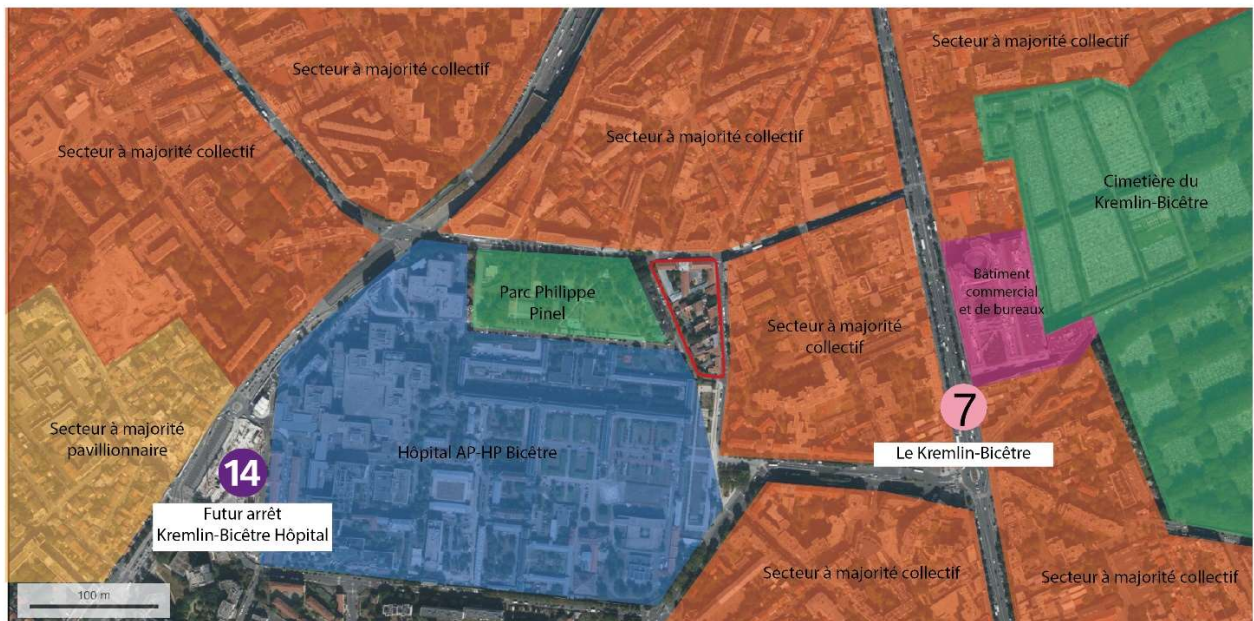 Secteur à majorité collectif
Secteur à majorité collectif
Secteur à majorité collectif
Secteur à majorité collectif
Cimetière du
Kremlin-Bicêtre
Parc Philippe
Pinel
Bâtiment
commercial
et de bureaux
Secteur à majorité
collectif
7
Le Kremlin-Bicêtre
Secteur à majorité
pavillionnaire
Hôpital AP-HP Bicêtre
14
Futur arrêt
Kremlin-Bicêtre Hôpital
Secteur à majorité collectif
Secteur à majorité collectif
100 m